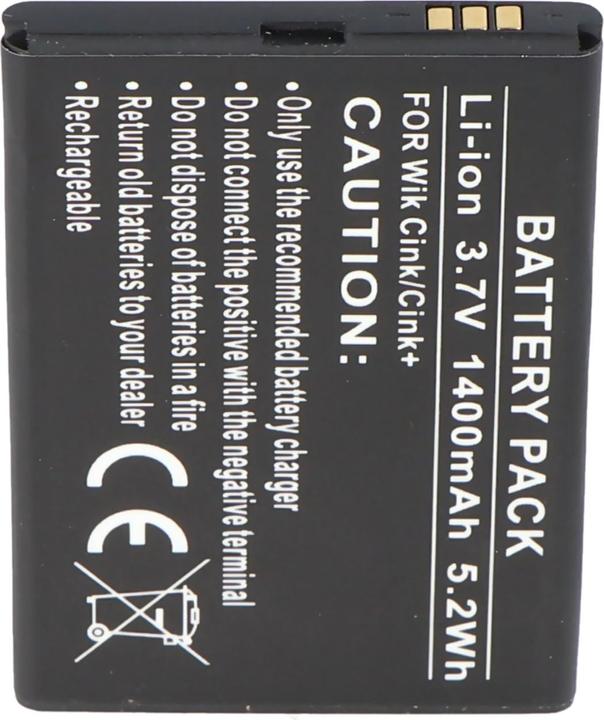 BATTERY PACK
Li-ion 3.7V 1400mAh 5.2Wh
FOR Wik Cink/Cink+
CAUTION:
• Only use the recommended battery charger
• Do not connect the positive with the negative terminal
• Do not dispose of batteries in a fire
• Return old batteries to your dealer
• Rechargeable
CE